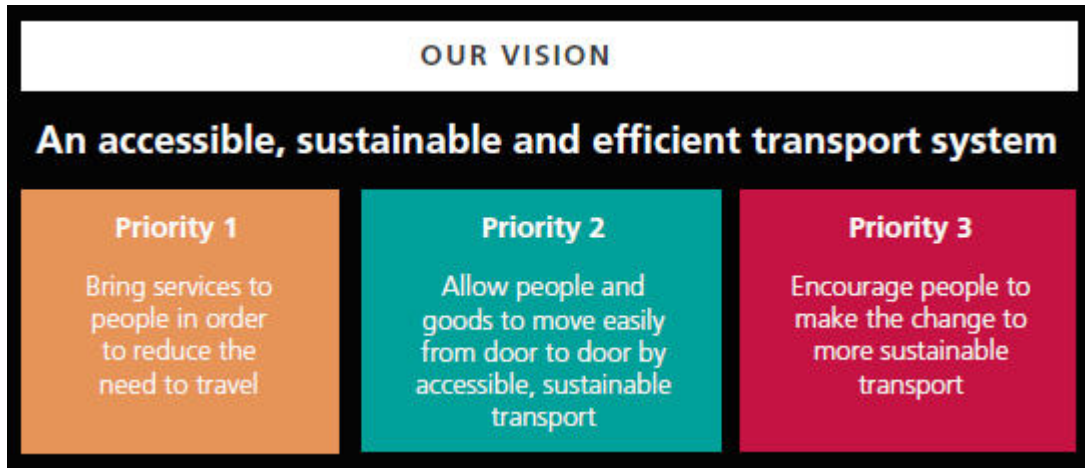 OUR VISION
An accessible, sustainable and efficient transport system
Priority 1
Bring services to
people in order
to reduce the
need to travel
Priority 2
Allow people and
goods to move easily
from door to door by
accessible, sustainable
transport
Priority 3
Encourage people to
make the change to
more sustainable
transport